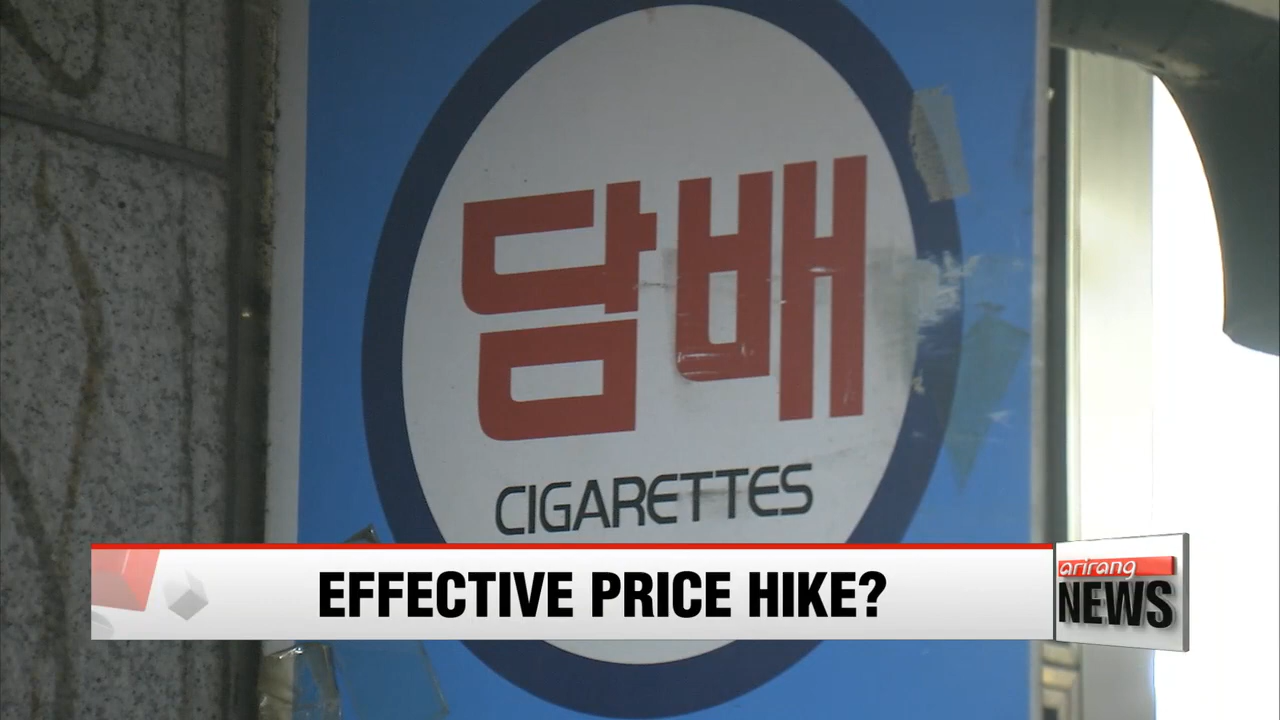 담배
CIGARETTES
EFFECTIVE PRICE HIKE?
arirang
NEWS